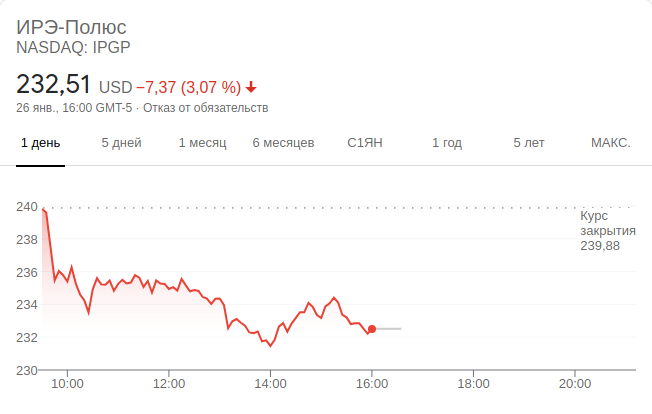 ИРЭ-Полюс
NASDAQ: IPGP
232,51 USD −7,37 (3,07 %)
26 янв., 16:00 GMT-5 · Отказ от обязательств
1 день 5 дней 1 месяц 6 месяцев С1ЯН 1 год 5 лет МАКС.
240
Курс
закрытия
239,88
238
236
234
232
230
10:00 12:00 14:00 16:00 18:00 20:00